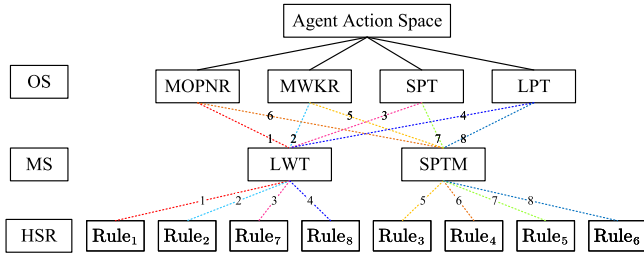 Agent Action Space
OS MOPNR MWKR SPT LPT
6 5 3 4
1 2 7 8
MS LWT SPTM
1 2 3 4 5 6 7 8
HSR Rule₁ Rule₂ Rule₇ Rule₈ Rule₃ Rule₄ Rule₅ Rule₆